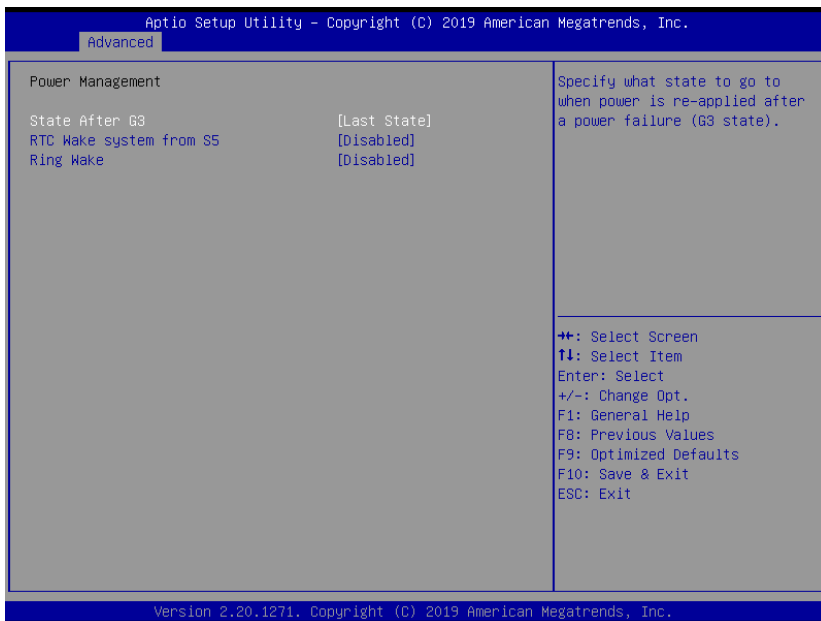 Aptio Setup Utility – Copyright (C) 2019 American Megatrends, Inc.
Advanced
Power Management
State After G3 [Last State]
RTC Wake system from S5 [Disabled]
Ring Wake [Disabled]
Specify what state to go to
when power is re-applied after
a power failure (G3 state).
→←: Select Screen
↑↓: Select Item
Enter: Select
+/-: Change Opt.
F1: General Help
F8: Previous Values
F9: Optimized Defaults
F10: Save & Exit
ESC: Exit
Version 2.20.1271. Copyright (C) 2019 American Megatrends, Inc.